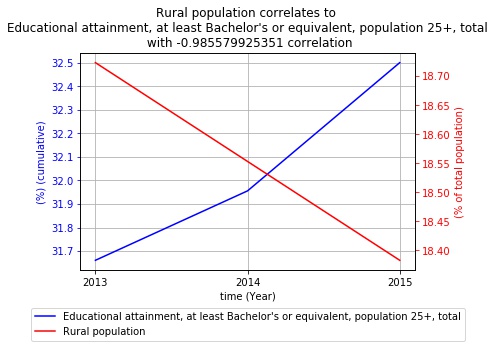 Rural population correlates to
Educational attainment, at least Bachelor's or equivalent, population 25+, total
with -0.985579925351 correlation
32.5
32.4
32.3
32.2
32.1
32.0
31.9
31.8
31.7
(%) (cumulative)
18.70
18.65
18.60
18.55
18.50
18.45
18.40
(% of total population)
2013 2014 2015
time (Year)
Educational attainment, at least Bachelor's or equivalent, population 25+, total
Rural population